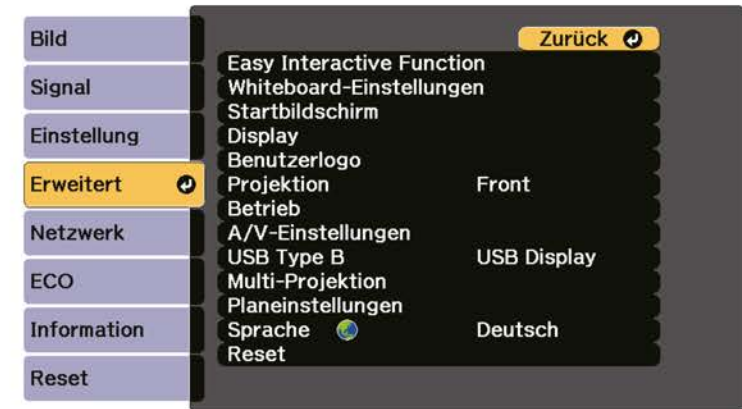 Bild
Signal
Einstellung
Erweitert
Netzwerk
ECO
Information
Reset
Zurück
Easy Interactive Function
Whiteboard-Einstellungen
Startbildschirm
Display
Benutzerlogo
Projektion Front
Betrieb
A/V-Einstellungen
USB Type B USB Display
Multi-Projektion
Planeinstellungen
Sprache Deutsch
Reset